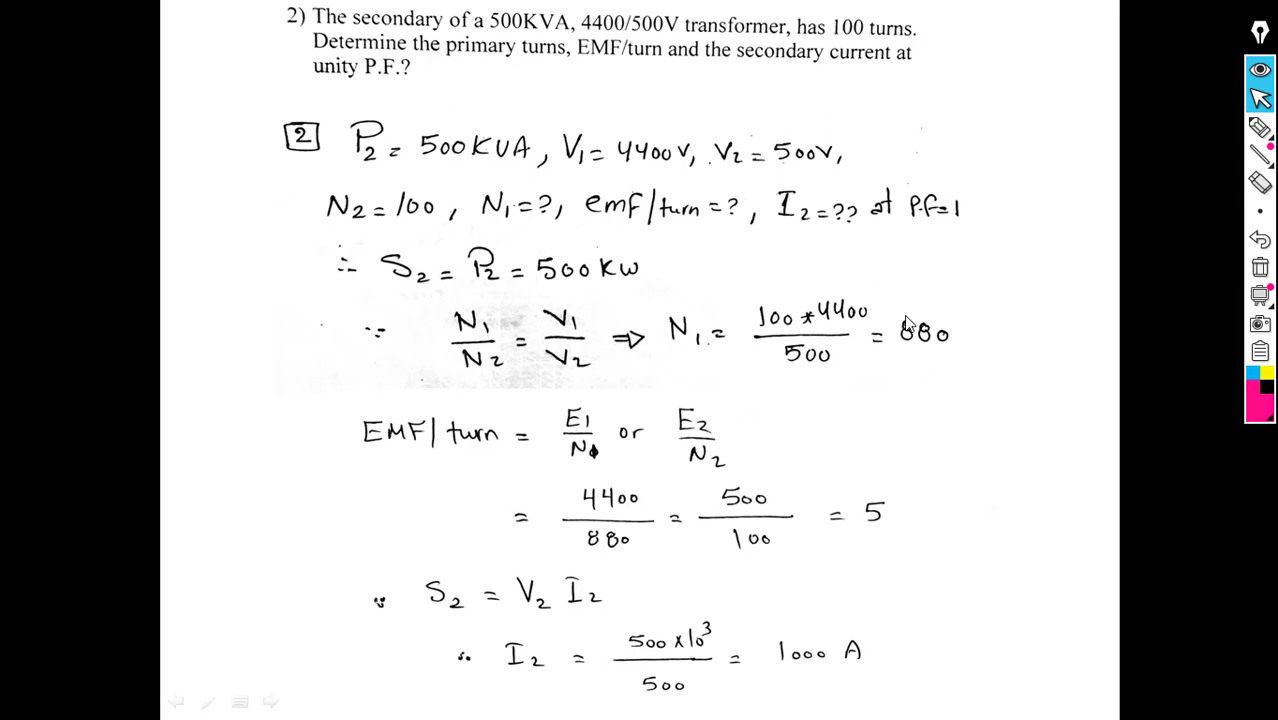 2) The secondary of a 500KVA, 4400/500V transformer, has 100 turns.
Determine the primary turns, EMF/turn and the secondary current at
unity P.F.?
2 P₂ = 500 KVA, V₁ = 4400V, V₂ = 500V,
N₂ = 100, N₁ = ?, emf/turn = ?, I₂ = ?? at P.F=1
∴ S₂ = P₂ = 500 KW
∵ N₁/N₂ = V₁/V₂ ⇒ N₁ = 100*4400/500 = 880
EMF/turn = E₁/N₁ or E₂/N₂
= 4400/880 = 500/100 = 5
∵ S₂ = V₂ I₂
∴ I₂ = 500×10³/500 = 1000 A